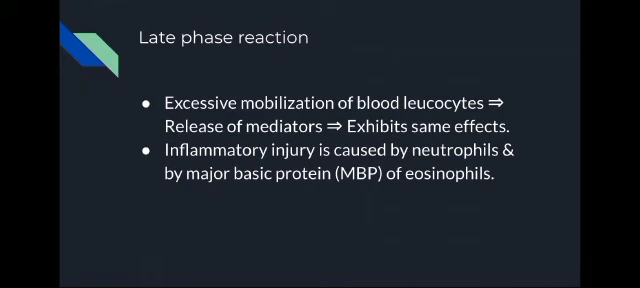 Late phase reaction
● Excessive mobilization of blood leucocytes ⇒
Release of mediators ⇒ Exhibits same effects.
● Inflammatory injury is caused by neutrophils &
by major basic protein (MBP) of eosinophils.